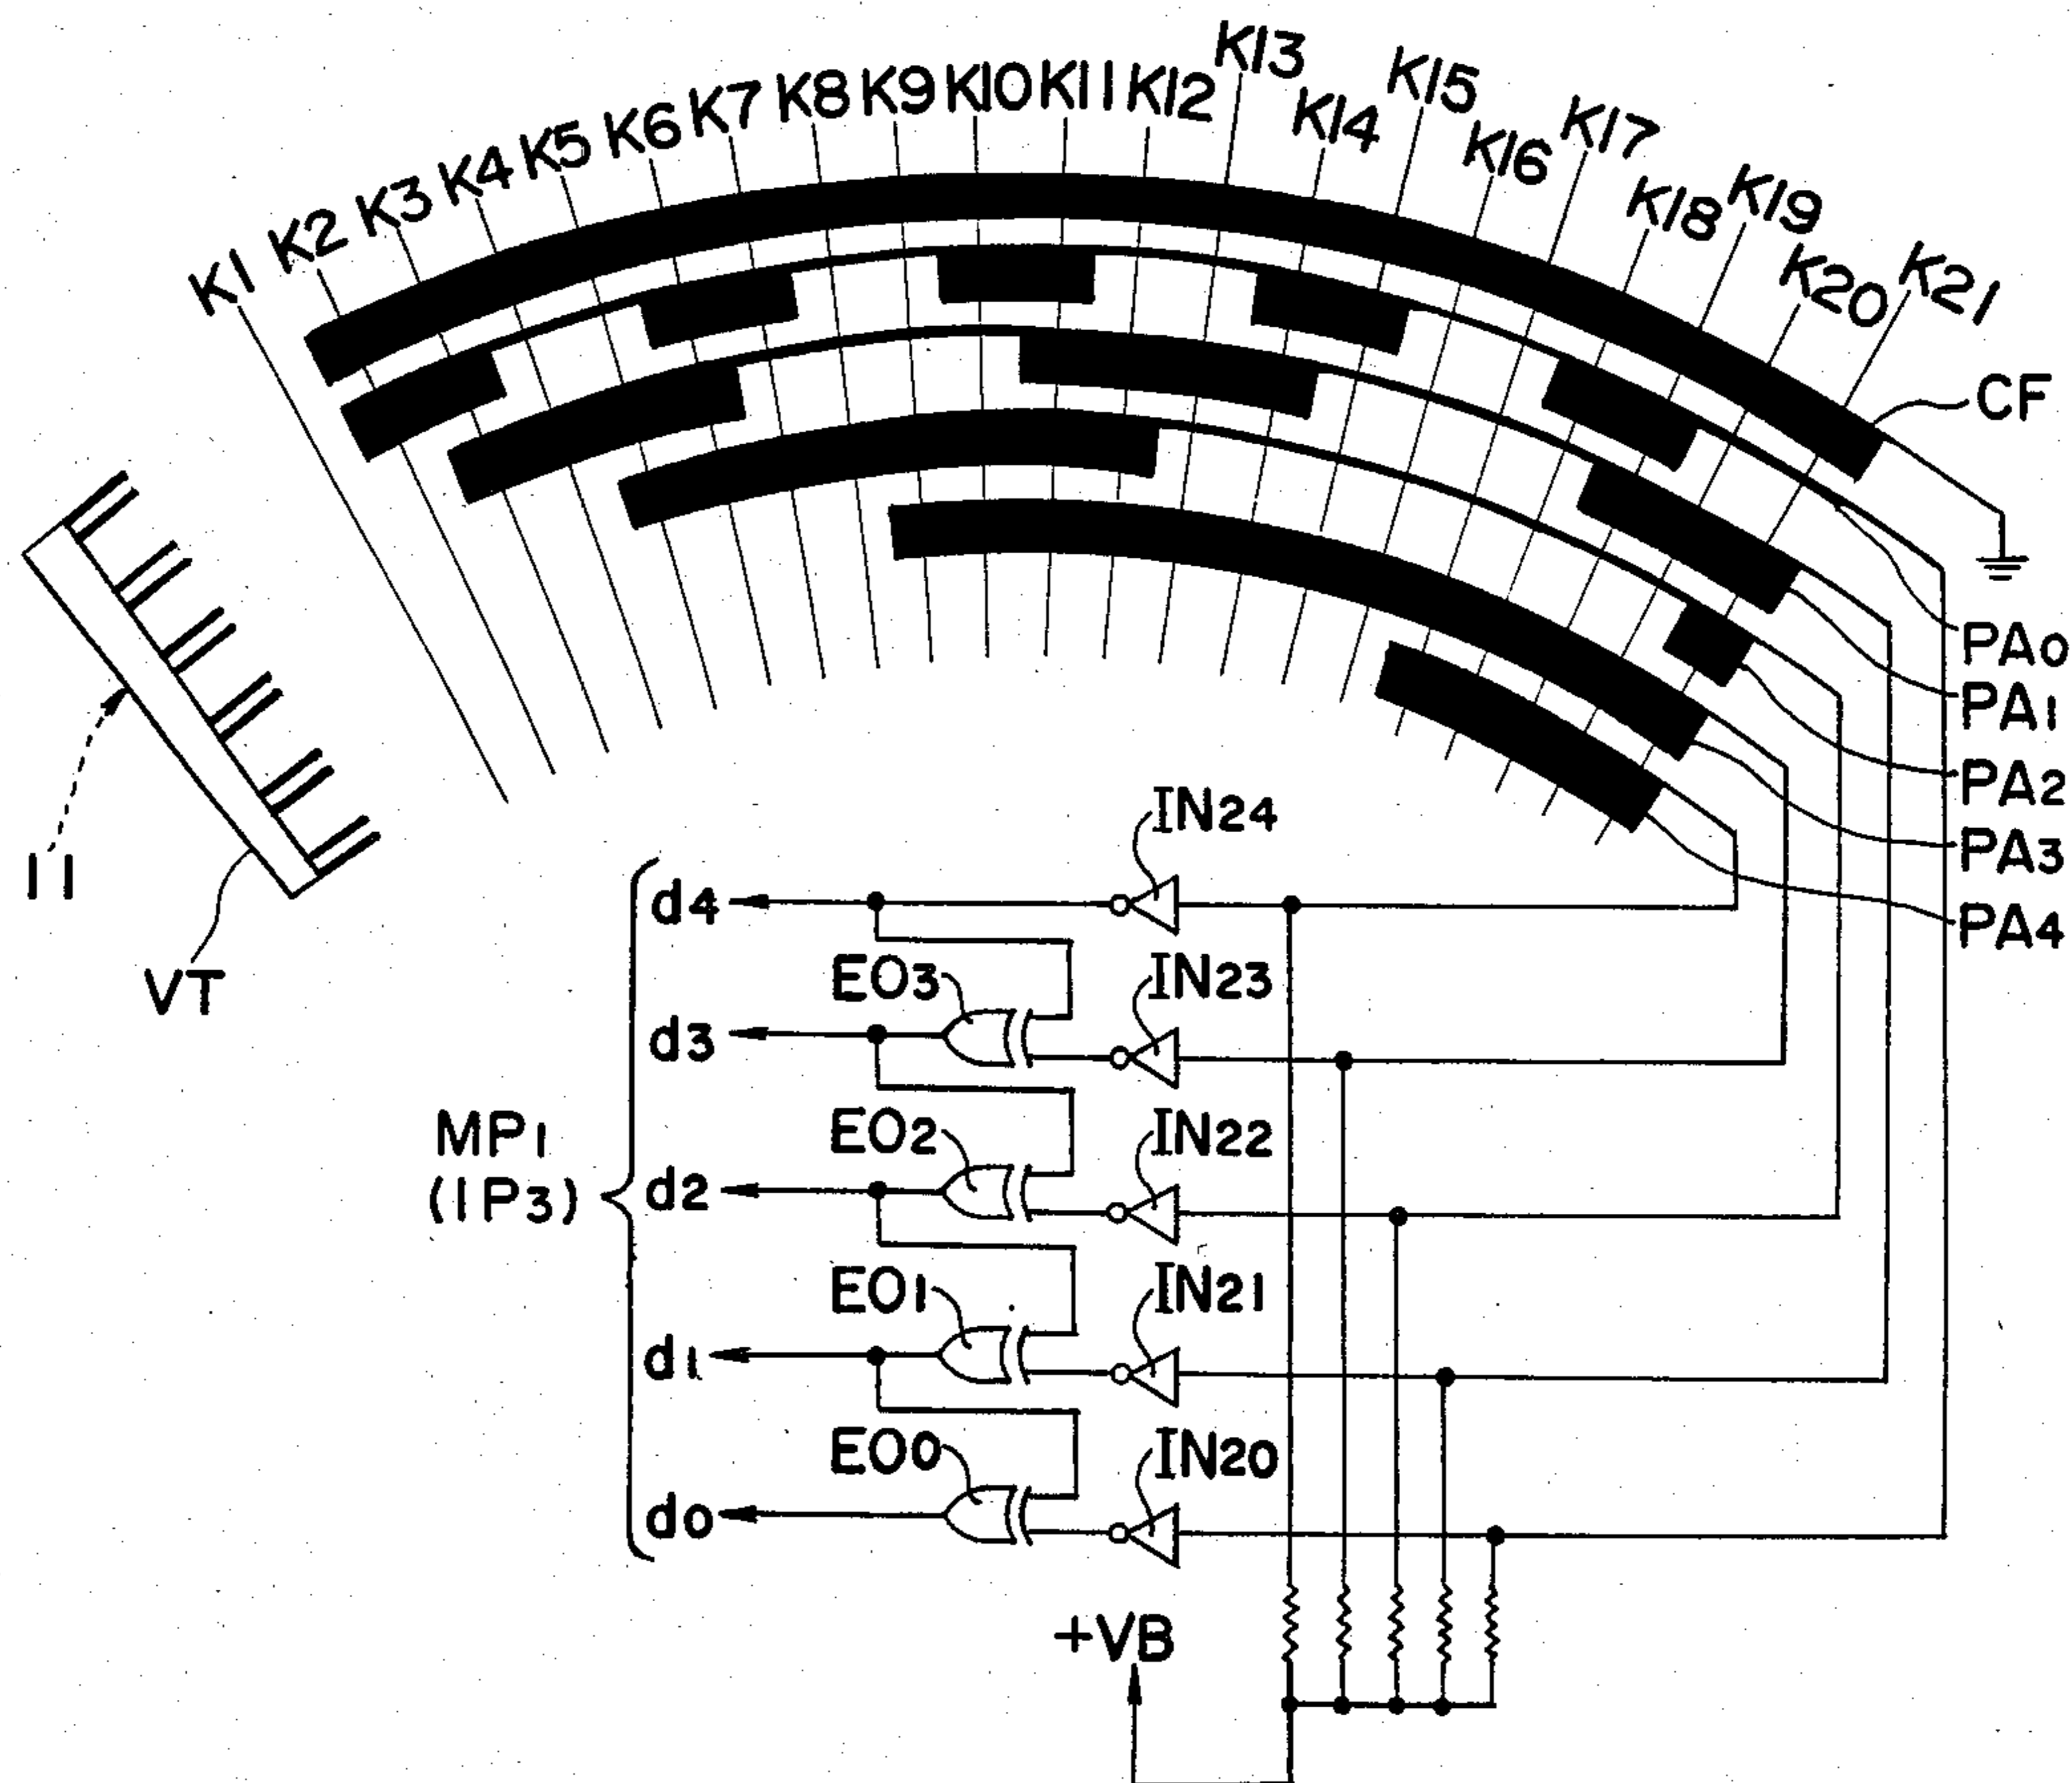 K1 K2 K3 K4 K5 K6 K7 K8 K9 K10 K11 K12 K13 K14 K15 K16 K17 K18 K19 K20 K21
CF
PA0
PA1
PA2
PA3
PA4
11
VT
IN24
d4
EO3
IN23
d3
EO2
IN22
MP1
(IP3)
d2
EO1
IN21
d1
EO0
IN20
d0
+VB